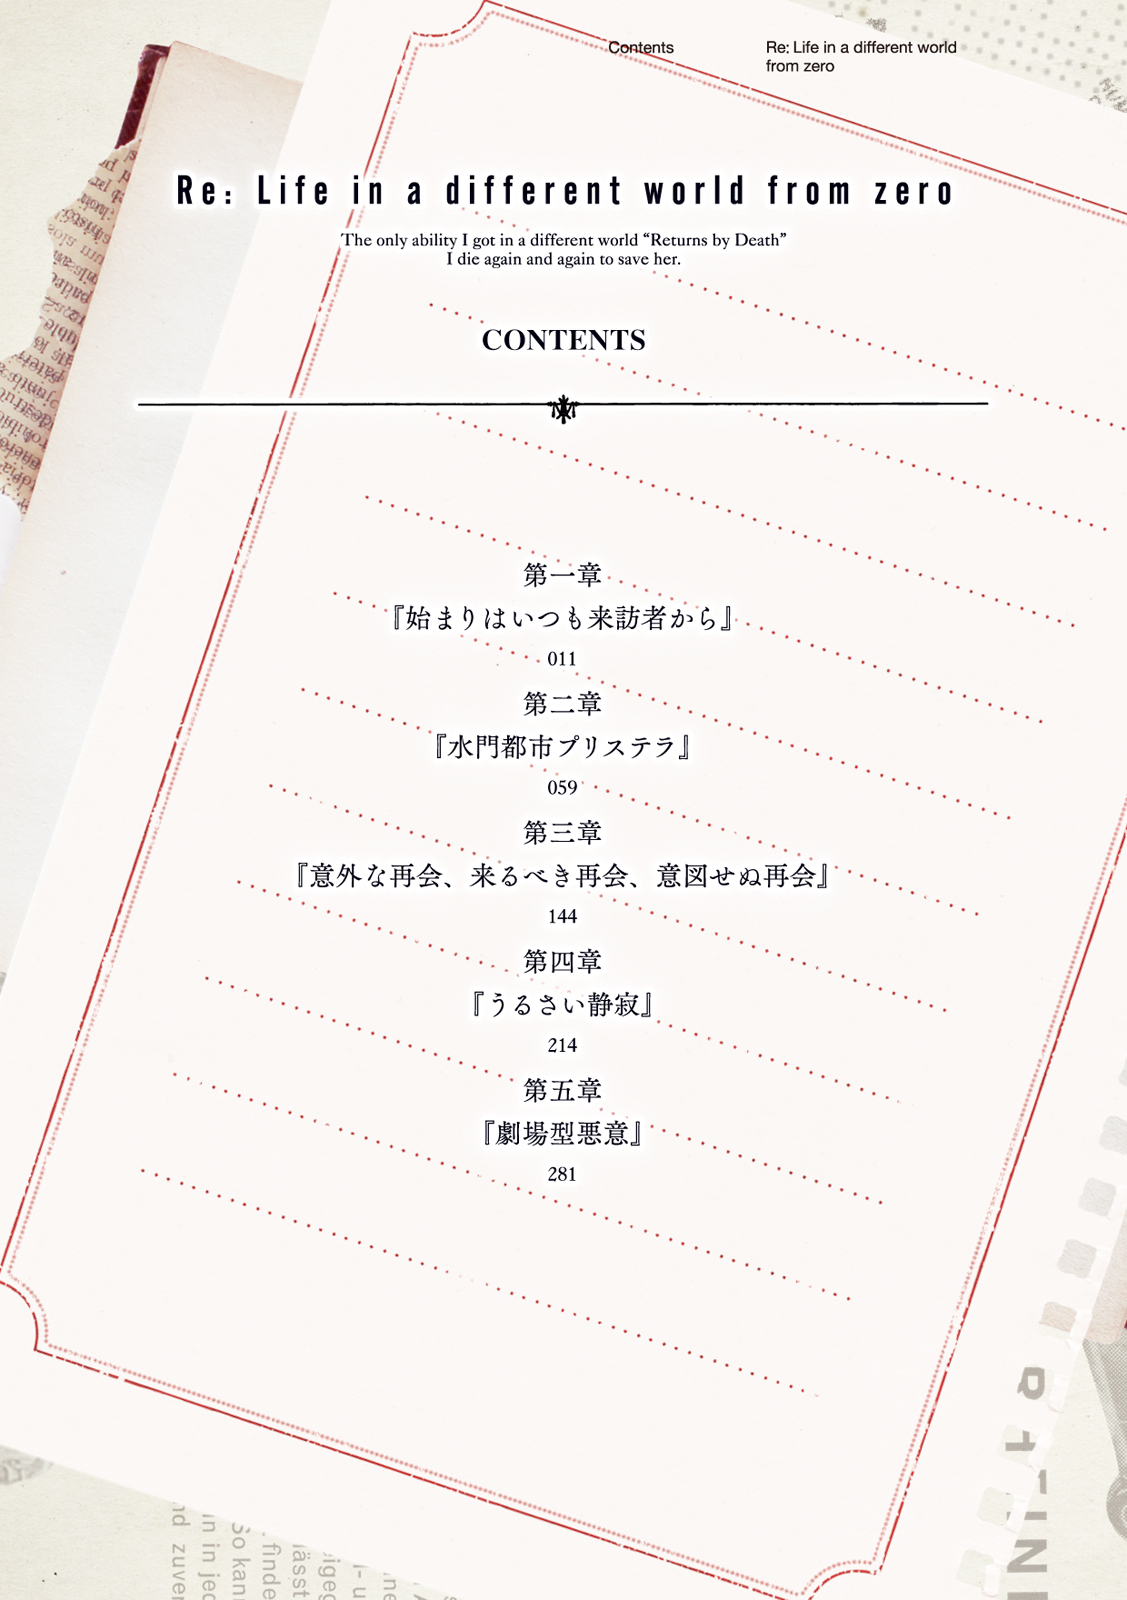 Contents
Re: Life in a different world
from zero
Re: Life in a different world from zero
The only ability I got in a different world “Returns by Death”
I die again and again to save her.
CONTENTS
第一章
『始まりはいつも来訪者から』
011
第二章
『水門都市プリステラ』
059
第三章
『意外な再会、来るべき再会、意図せぬ再会』
144
第四章
『うるさい静寂』
214
第五章
『劇場型悪意』
281